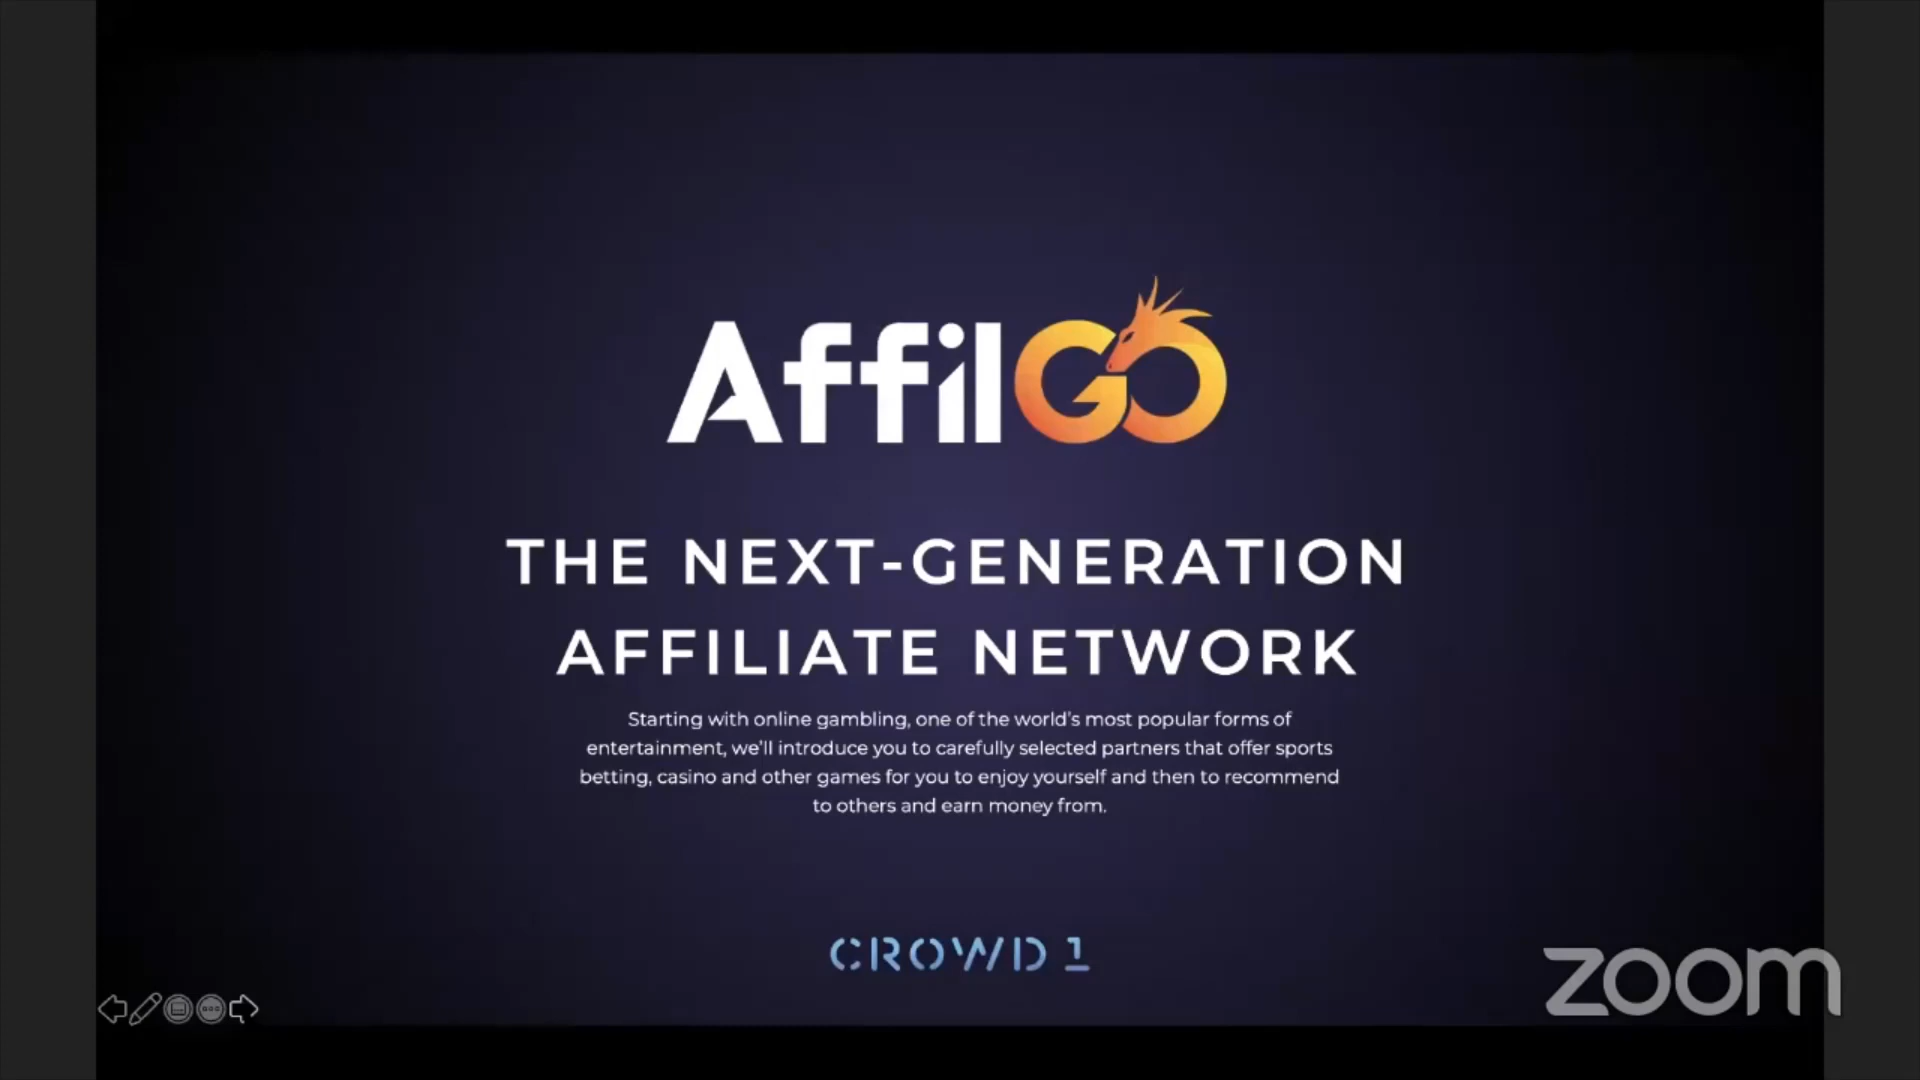 AffilGO
THE NEXT-GENERATION
AFFILIATE NETWORK
Starting with online gambling, one of the world's most popular forms of
entertainment, we'll introduce you to carefully selected partners that offer sports
betting, casino and other games for you to enjoy yourself and then to recommend
to others and earn money from.
CROWD 1
zoom